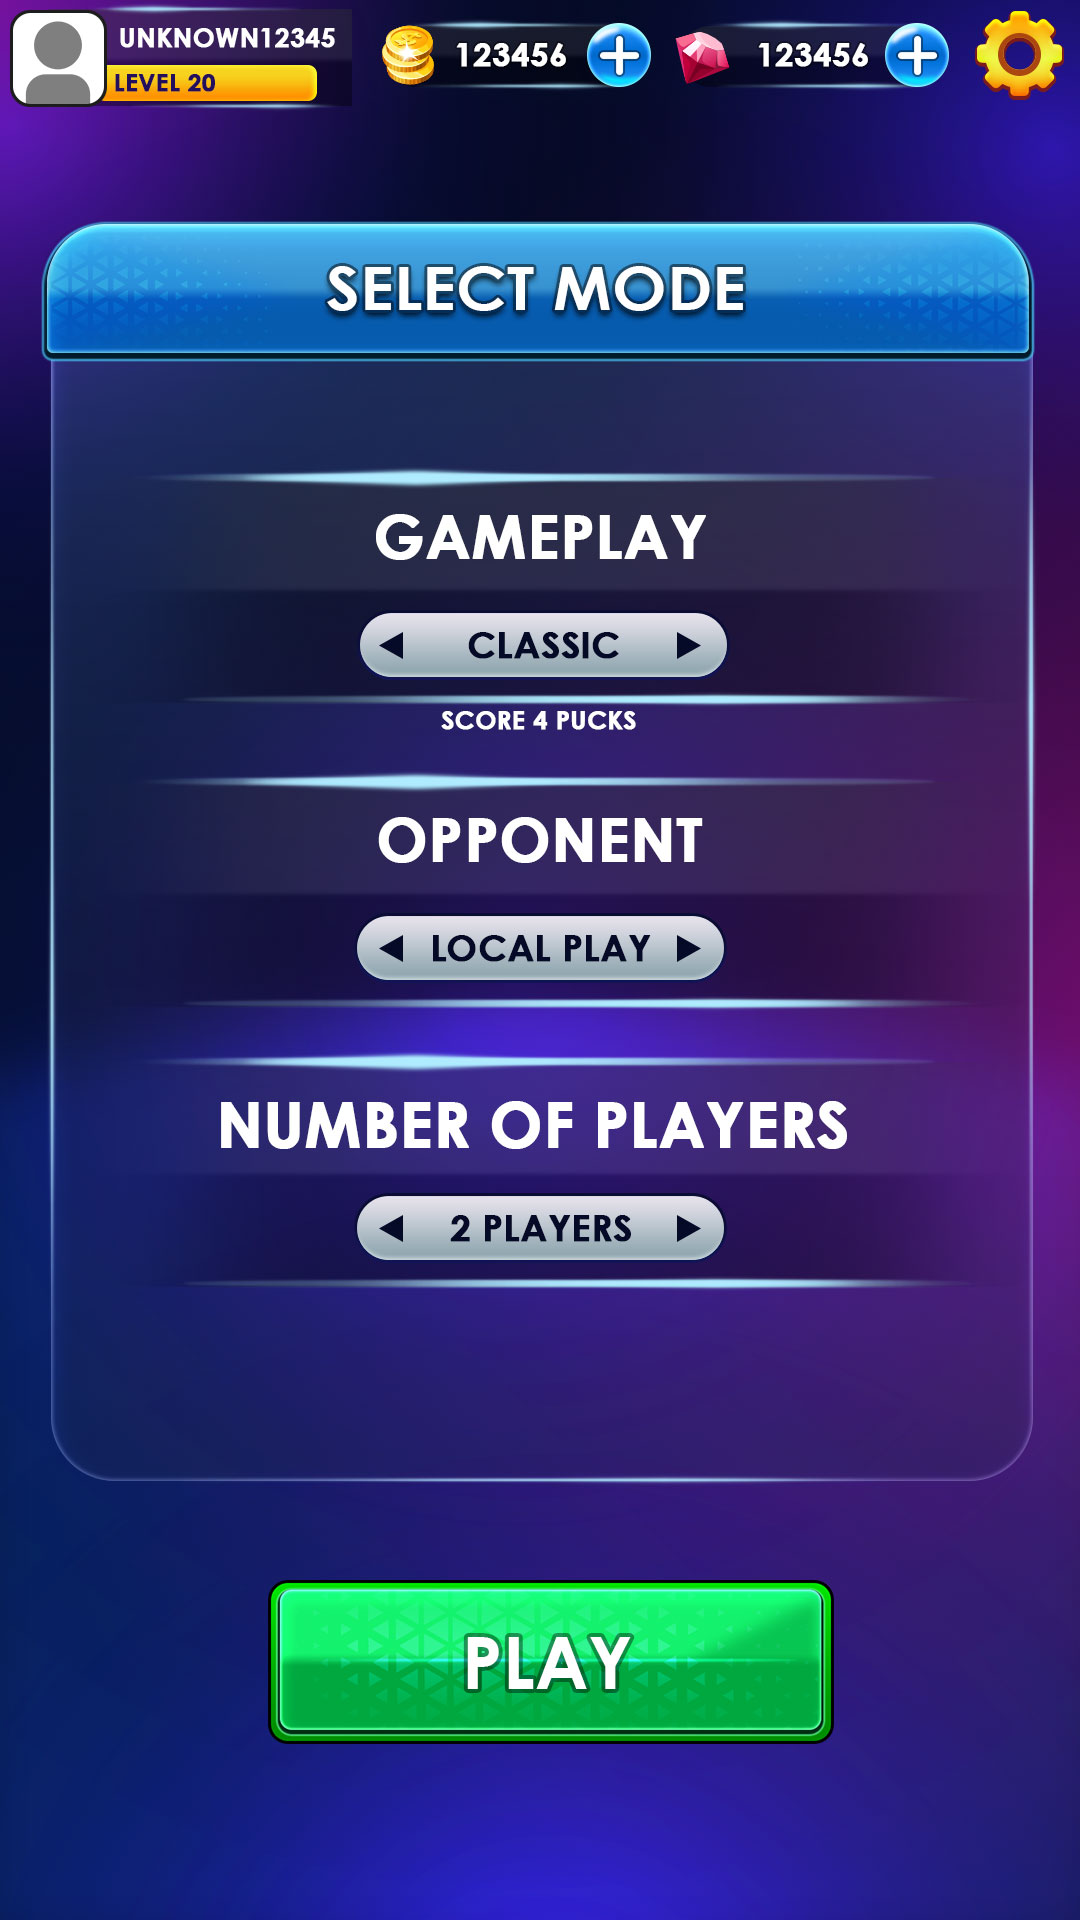 UNKNOWN12345
LEVEL 20
123456
123456
SELECT MODE
GAMEPLAY
CLASSIC
SCORE 4 PUCKS
OPPONENT
LOCAL PLAY
NUMBER OF PLAYERS
2 PLAYERS
PLAY